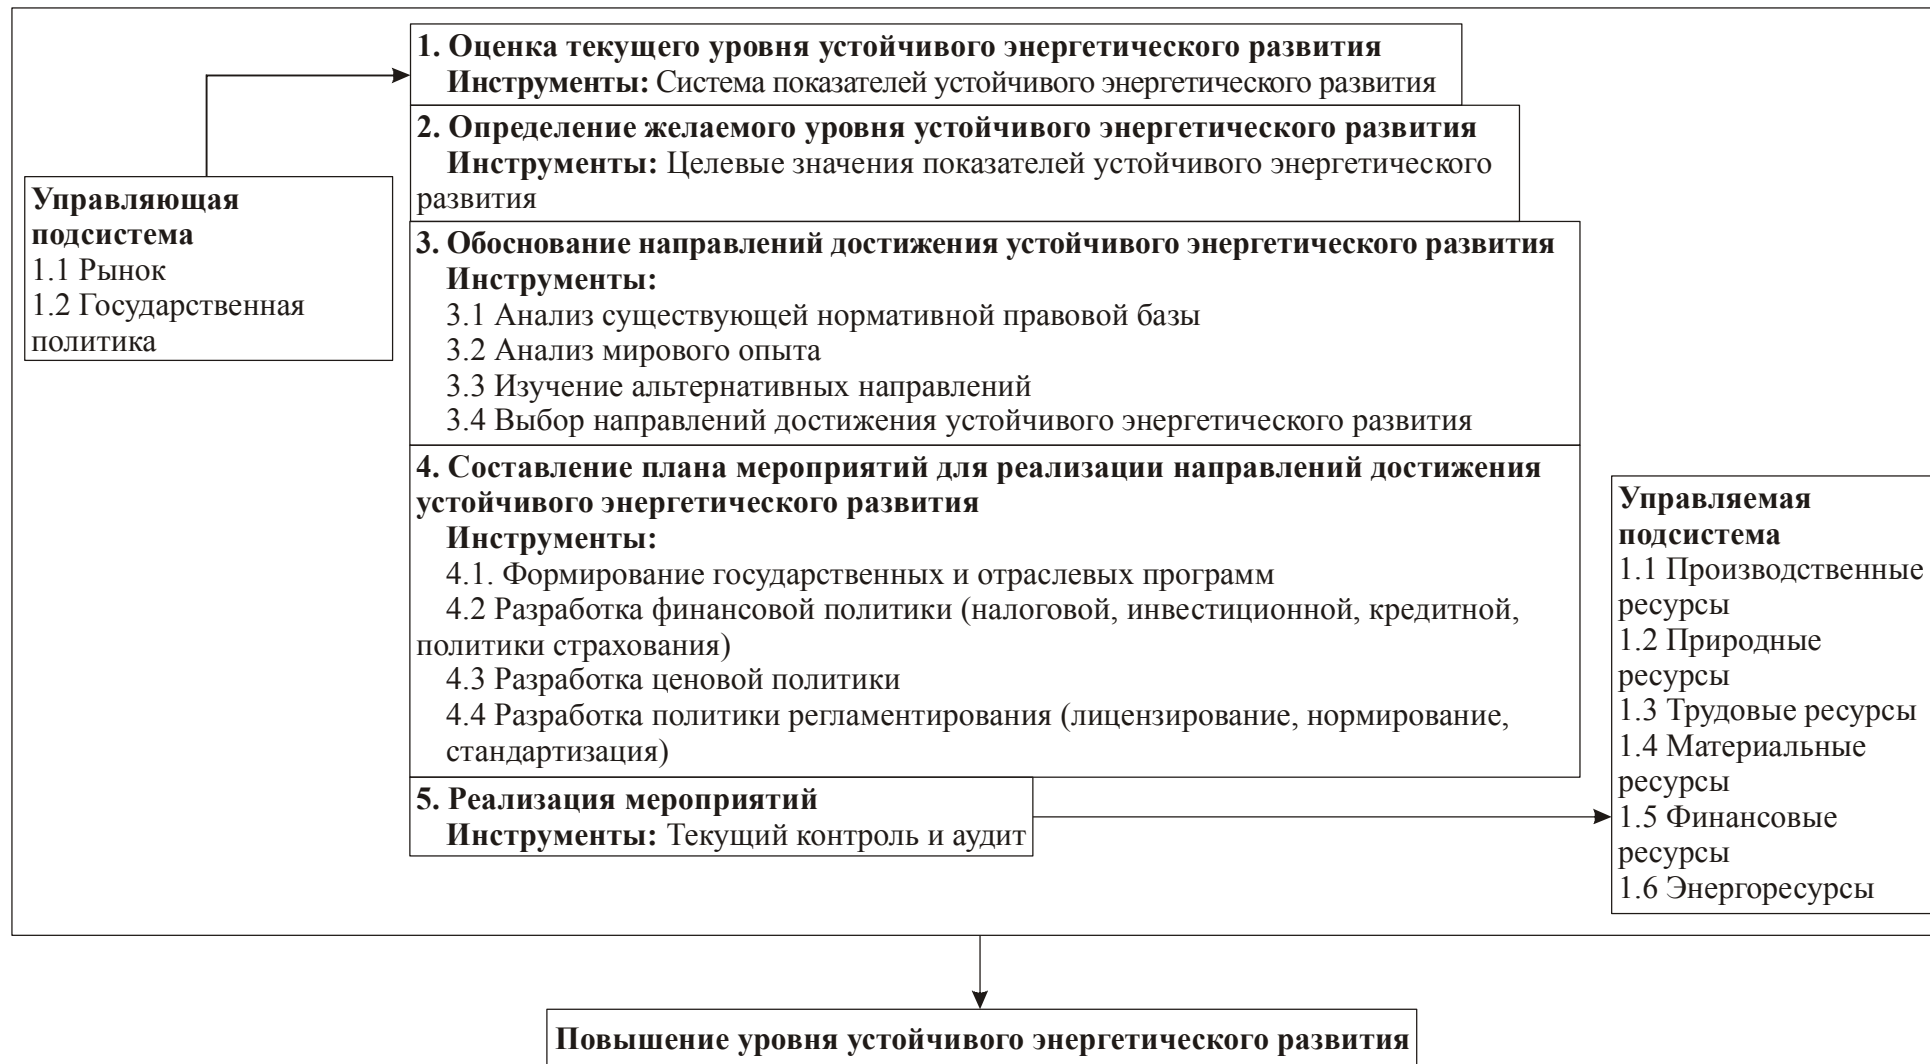 1. Оценка текущего уровня устойчивого энергетического развития
Инструменты: Система показателей устойчивого энергетического развития
2. Определение желаемого уровня устойчивого энергетического развития
Инструменты: Целевые значения показателей устойчивого энергетического
развития
Управляющая
подсистема
1.1 Рынок
1.2 Государственная
политика
3. Обоснование направлений достижения устойчивого энергетического развития
Инструменты:
3.1 Анализ существующей нормативной правовой базы
3.2 Анализ мирового опыта
3.3 Изучение альтернативных направлений
3.4 Выбор направлений достижения устойчивого энергетического развития
4. Составление плана мероприятий для реализации направлений достижения
устойчивого энергетического развития
Инструменты:
4.1. Формирование государственных и отраслевых программ
4.2 Разработка финансовой политики (налоговой, инвестиционной, кредитной,
политики страхования)
4.3 Разработка ценовой политики
4.4 Разработка политики регламентирования (лицензирование, нормирование,
стандартизация)
5. Реализация мероприятий
Инструменты: Текущий контроль и аудит
Управляемая
подсистема
1.1 Производственные
ресурсы
1.2 Природные
ресурсы
1.3 Трудовые ресурсы
1.4 Материальные
ресурсы
1.5 Финансовые
ресурсы
1.6 Энергоресурсы
Повышение уровня устойчивого энергетического развития